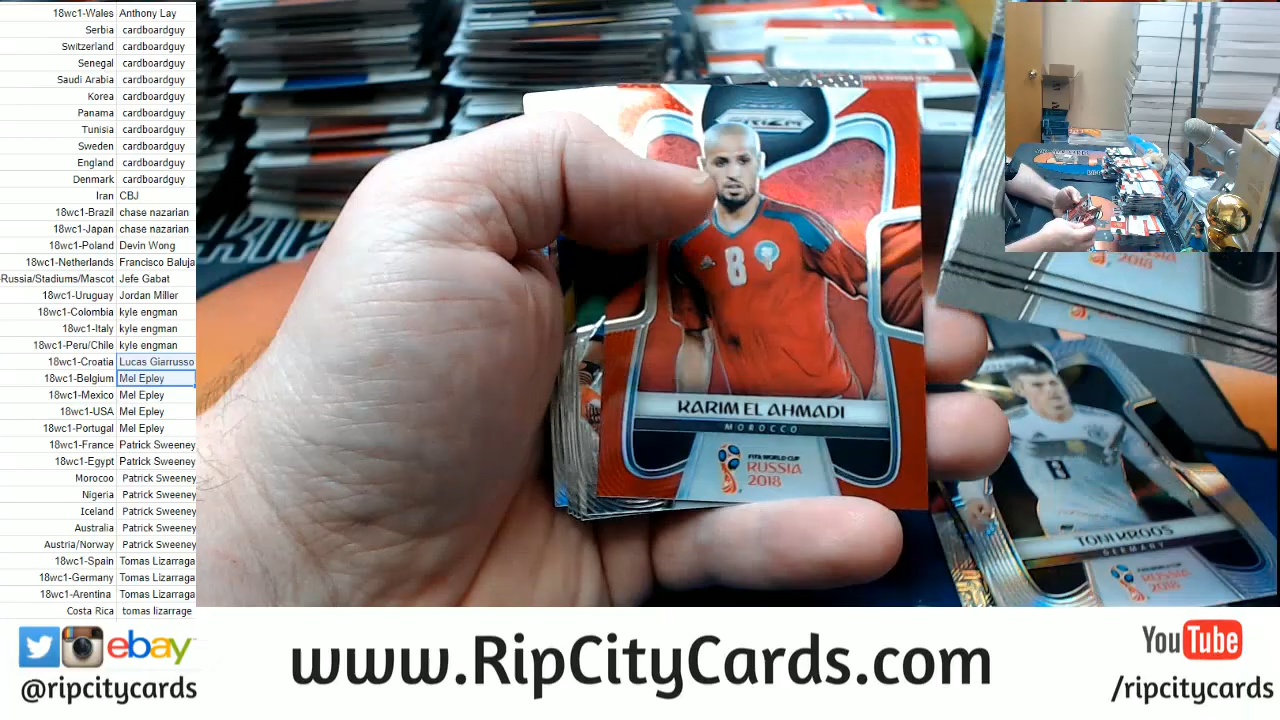 18wc1-Wales Anthony Lay
Serbia cardboardguy
Switzerland cardboardguy
Senegal cardboardguy
Saudi Arabia cardboardguy
Korea cardboardguy
Panama cardboardguy
Tunisia cardboardguy
Sweden cardboardguy
England cardboardguy
Denmark cardboardguy
Iran CBJ
18wc1-Brazil chase nazarian
18wc1-Japan chase nazarian
18wc1-Poland Devin Wong
18wc1-Netherlands Francisco Baluja
-Russia/Stadiums/Mascot Jefe Gabat
18wc1-Uruguay Jordan Miller
18wc1-Colombia kyle engman
18wc1-Italy kyle engman
18wc1-Peru/Chile kyle engman
18wc1-Croatia Lucas Giarrusso
18wc1-Belgium Mel Epley
18wc1-Mexico Mel Epley
18wc1-USA Mel Epley
18wc1-Portugal Mel Epley
18wc1-France Patrick Sweeney
18wc1-Egypt Patrick Sweeney
Morocoo Patrick Sweeney
Nigeria Patrick Sweeney
Iceland Patrick Sweeney
Australia Patrick Sweeney
Austria/Norway Patrick Sweeney
18wc1-Spain Tomas Lizarraga
18wc1-Germany Tomas Lizarraga
18wc1-Arentina Tomas Lizarraga
Costa Rica tomas lizarrage
PRIZM
8
KARIM EL AHMADI
MOROCCO
FIFA WORLD CUP
RUSSIA
2018
8
TONI KROOS
GERMANY
RUSSIA
2018
2018
ebay
@ripcitycards
www.RipCityCards.com
YouTube
/ripcitycards